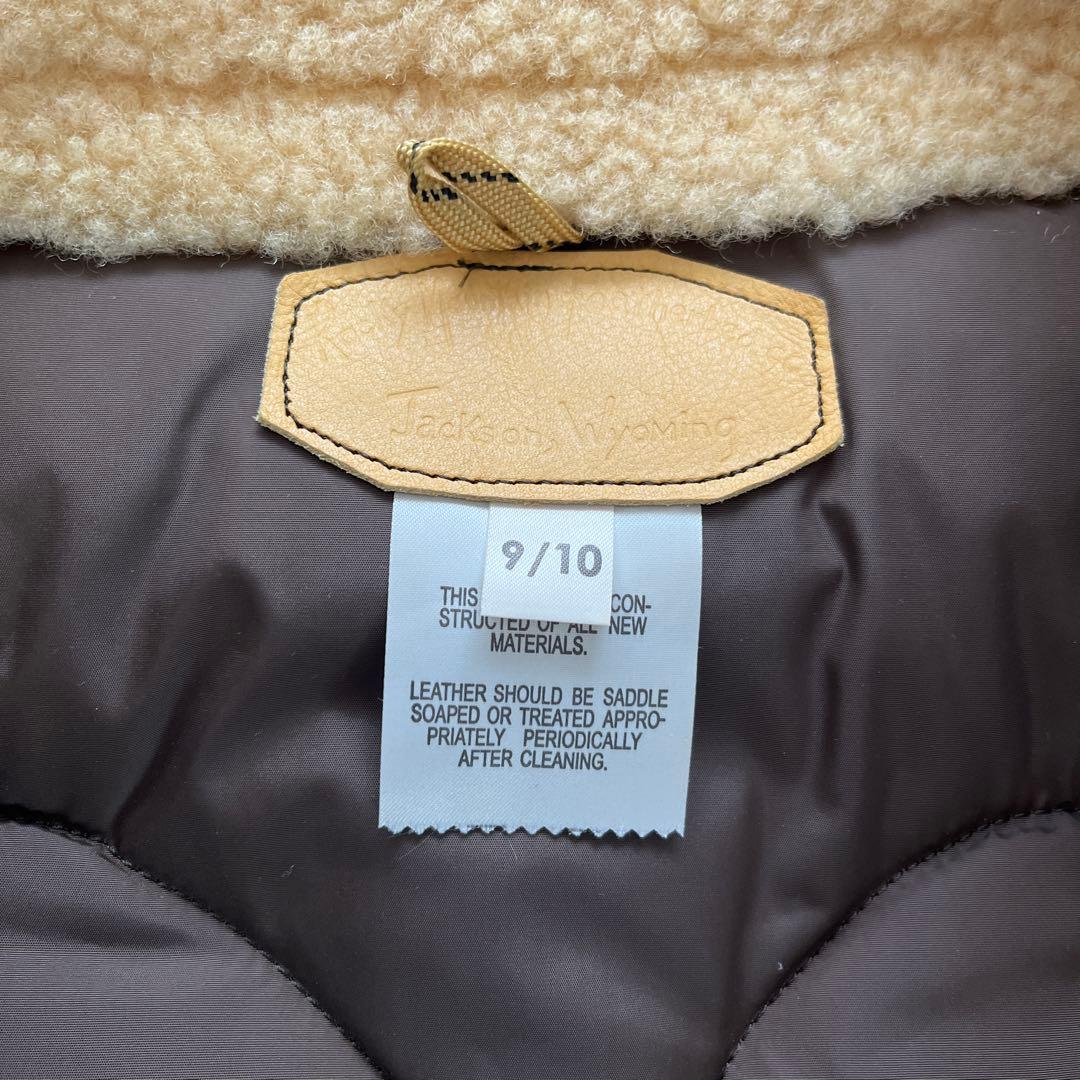 Jackson, Wyoming
9/10
THIS CON-
STRUCTED OF ALL NEW
MATERIALS.
LEATHER SHOULD BE SADDLE
SOAPED OR TREATED APPRO-
PRIATELY PERIODICALLY
AFTER CLEANING.